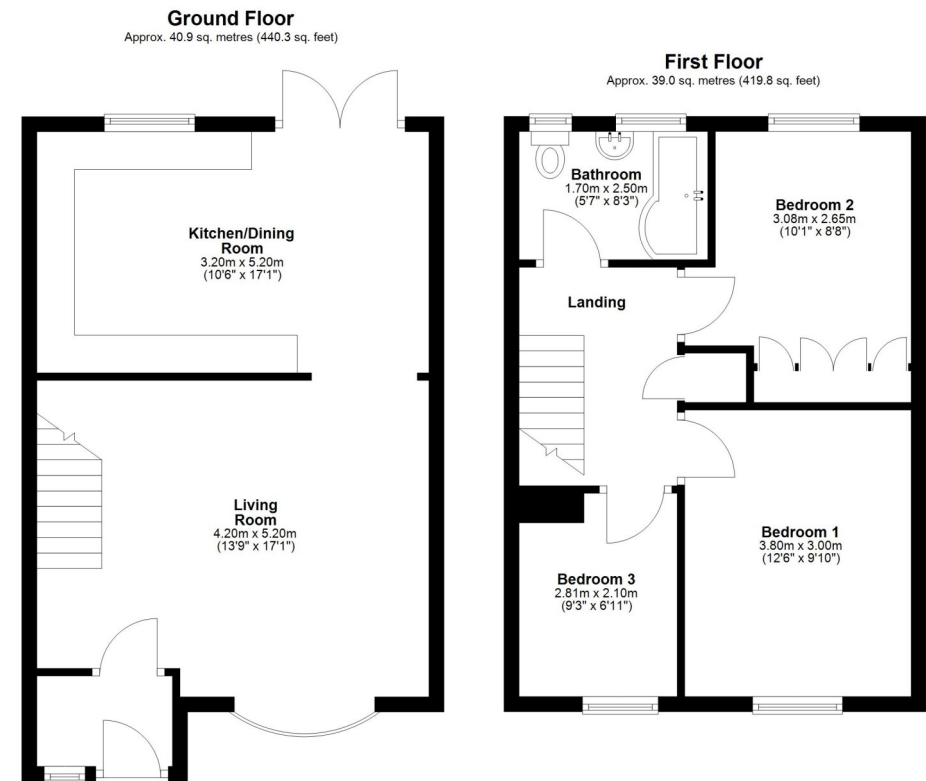 Ground Floor
Approx. 40.9 sq. metres (440.3 sq. feet)
Kitchen/Dining
Room
3.20m x 5.20m
(10'6" x 17'1")
Living
Room
4.20m x 5.20m
(13'9" x 17'1")
First Floor
Approx. 39.0 sq. metres (419.8 sq. feet)
Bathroom
1.70m x 2.50m
(5'7" x 8'3")
Bedroom 2
3.08m x 2.65m
(10'1" x 8'8")
Landing
Bedroom 1
3.80m x 3.00m
(12'6" x 9'10")
Bedroom 3
2.81m x 2.10m
(9'3" x 6'11")